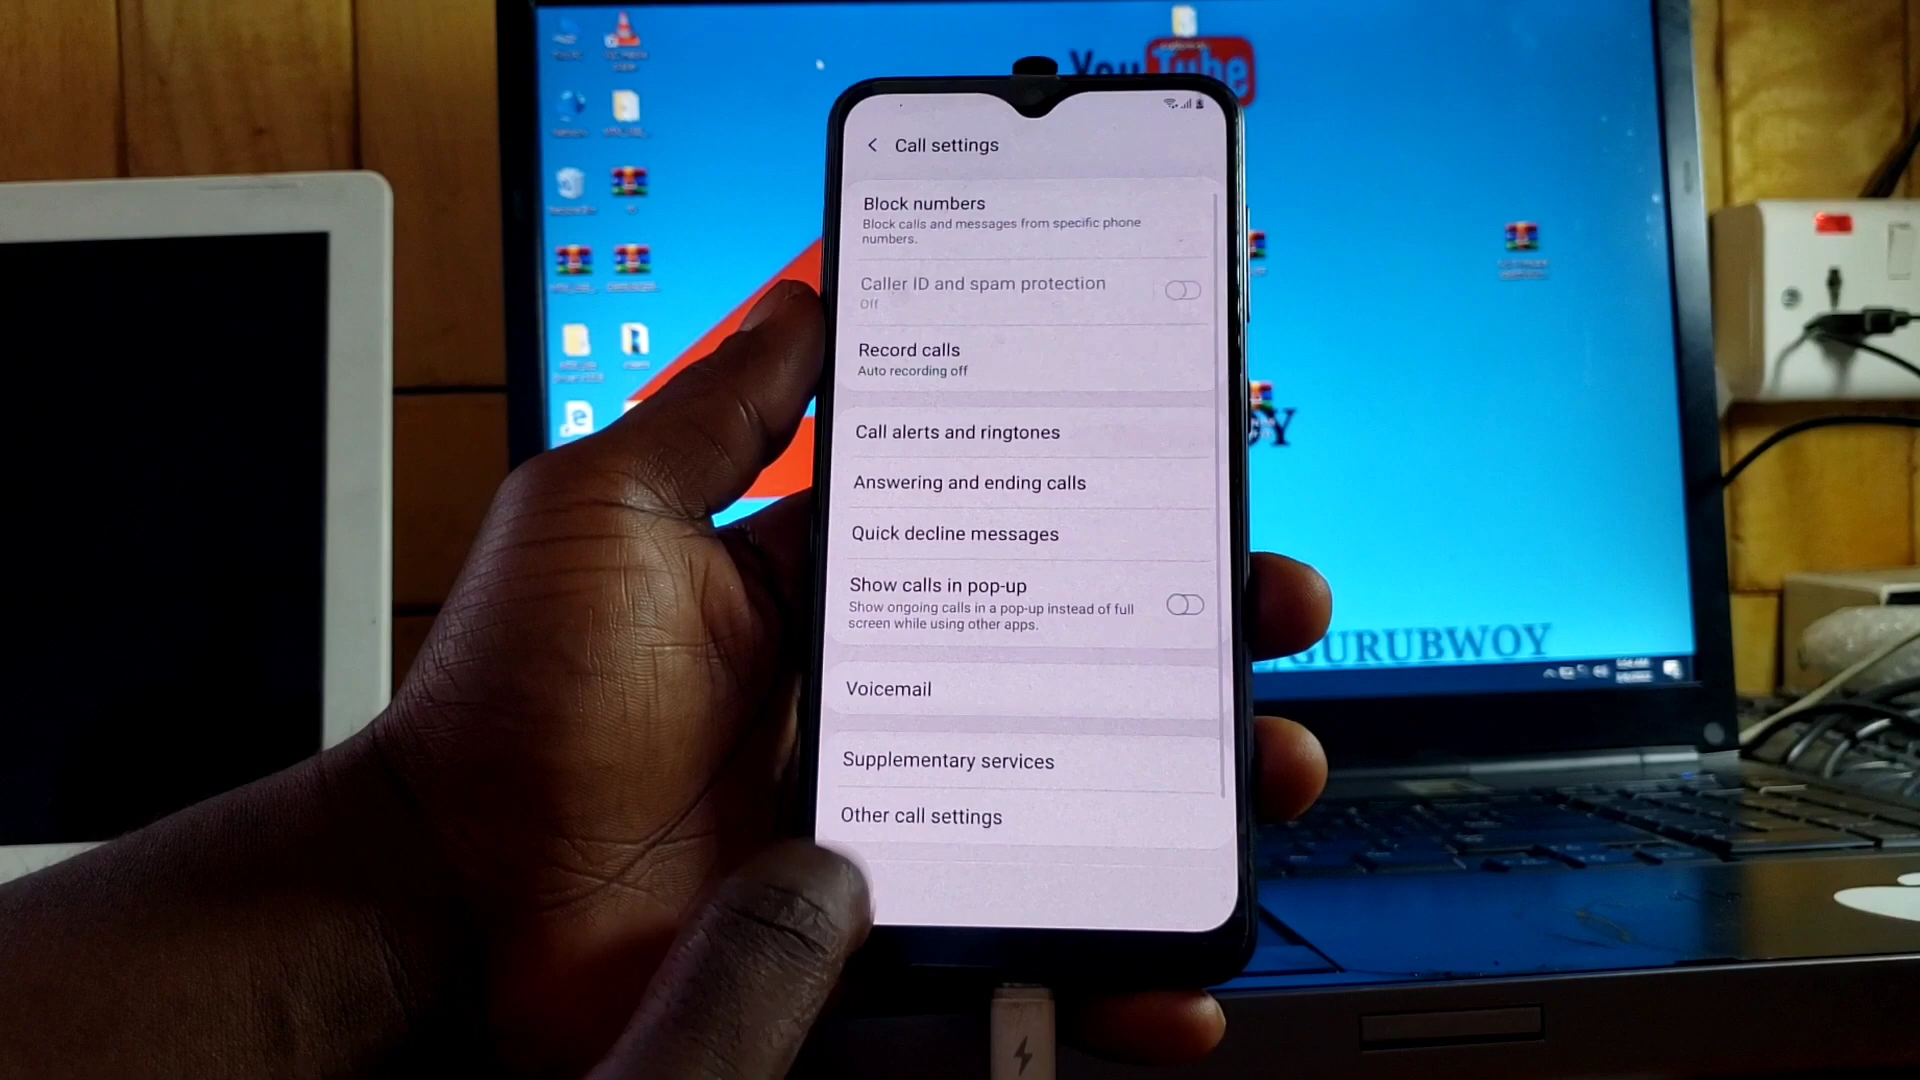 You Tube
Call settings
Block numbers
Block calls and messages from specific phone
numbers.
Caller ID and spam protection
Off
Record calls
Auto recording off
Call alerts and ringtones
Answering and ending calls
Quick decline messages
Show calls in pop-up
Show ongoing calls in a pop-up instead of full
screen while using other apps.
Voicemail
Supplementary services
Other call settings
GURUBWOY